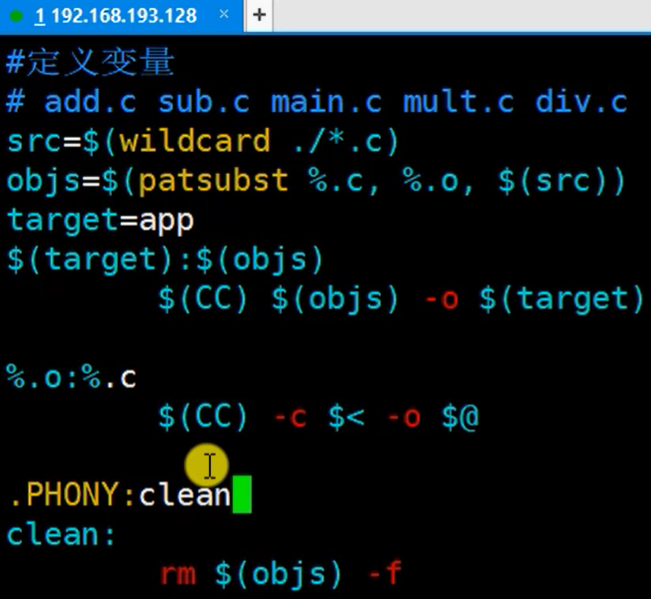 1 192.168.193.128 × +
#定义变量
# add.c sub.c main.c mult.c div.c
src=$(wildcard ./*.c)
objs=$(patsubst %.c, %.o, $(src))
target=app
$(target):$(objs)
        $(CC) $(objs) -o $(target)
%.o:%.c
        $(CC) -c $< -o $@
.PHONY:clean
clean:
        rm $(objs) -f